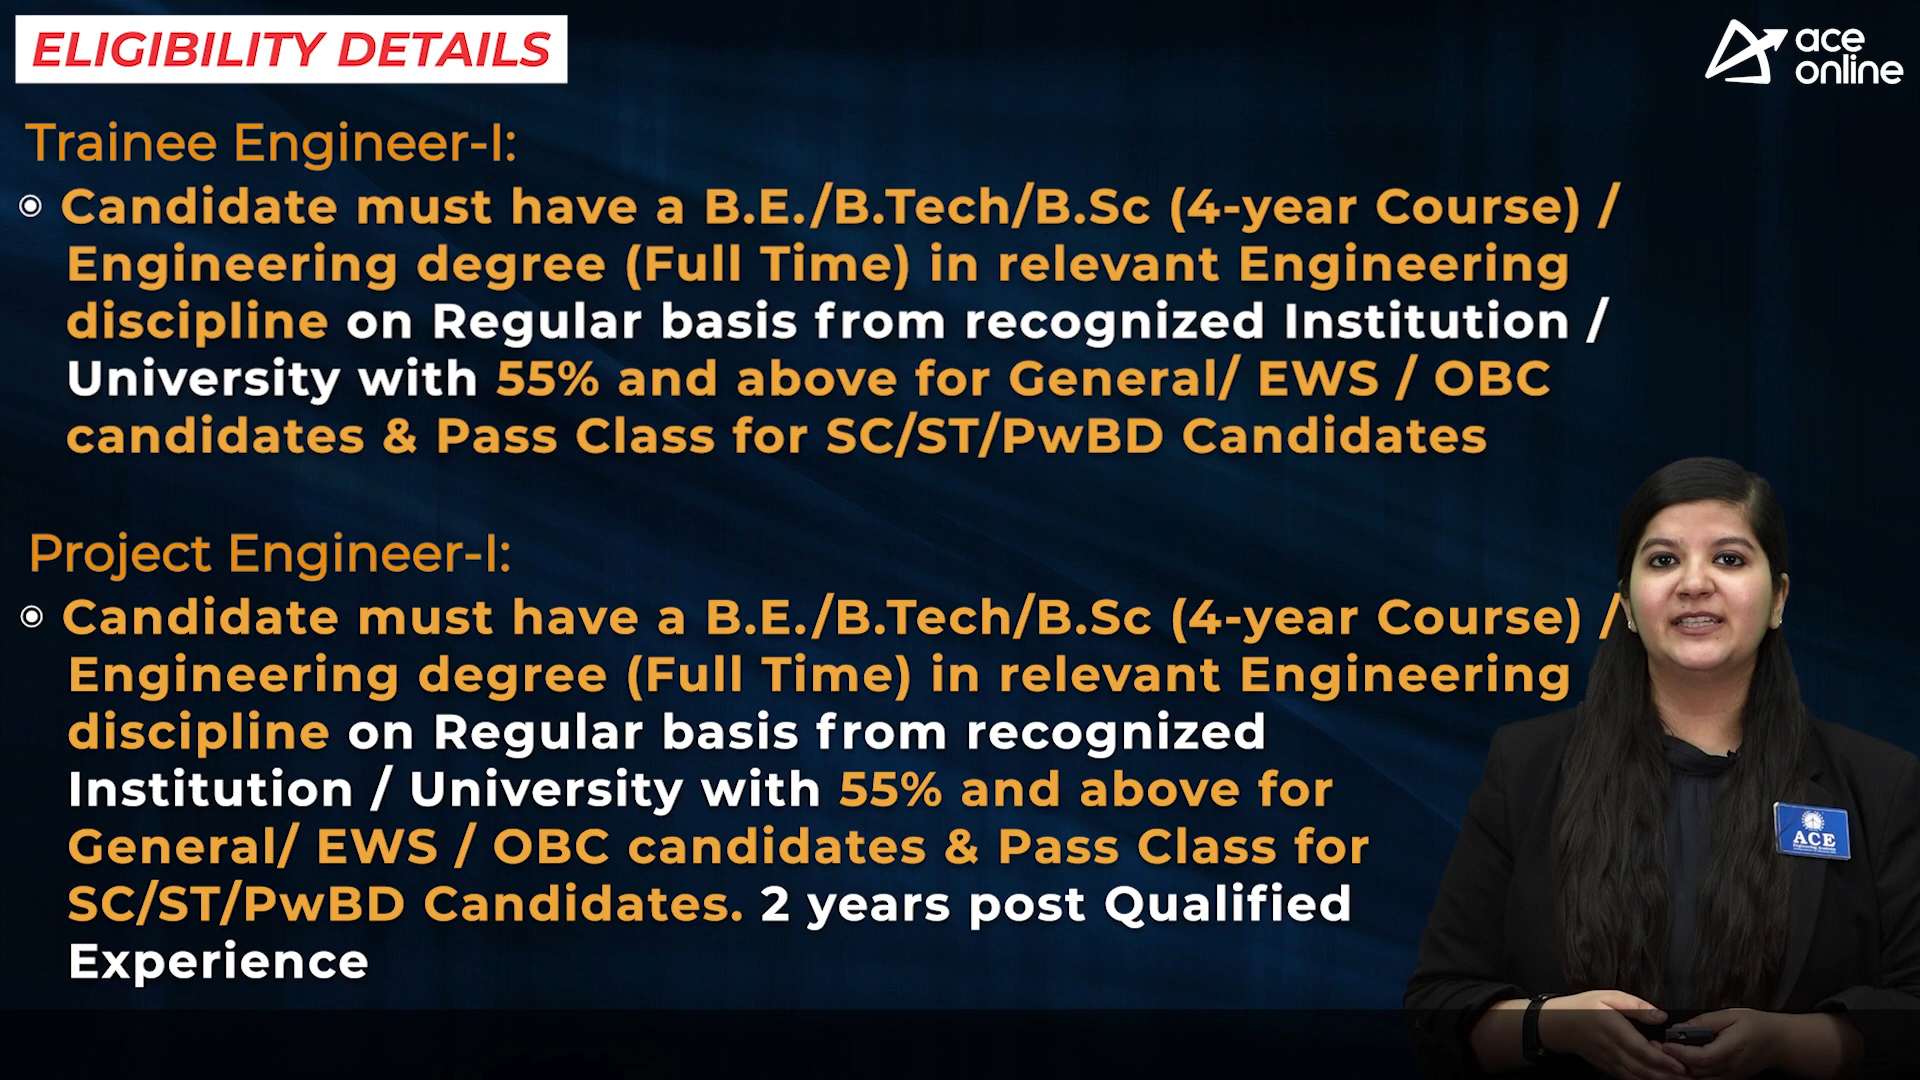 ELIGIBILITY DETAILS
ace
online
Trainee Engineer-I:
Candidate must have a B.E./B.Tech/B.Sc (4-year Course) /
Engineering degree (Full Time) in relevant Engineering
discipline on Regular basis from recognized Institution /
University with 55% and above for General/ EWS / OBC
candidates & Pass Class for SC/ST/PwBD Candidates
Project Engineer-I:
Candidate must have a B.E./B.Tech/B.Sc (4-year Course) /
Engineering degree (Full Time) in relevant Engineering
discipline on Regular basis from recognized
Institution / University with 55% and above for
General/ EWS / OBC candidates & Pass Class for
SC/ST/PwBD Candidates. 2 years post Qualified
Experience
ACE
Engineering Academy